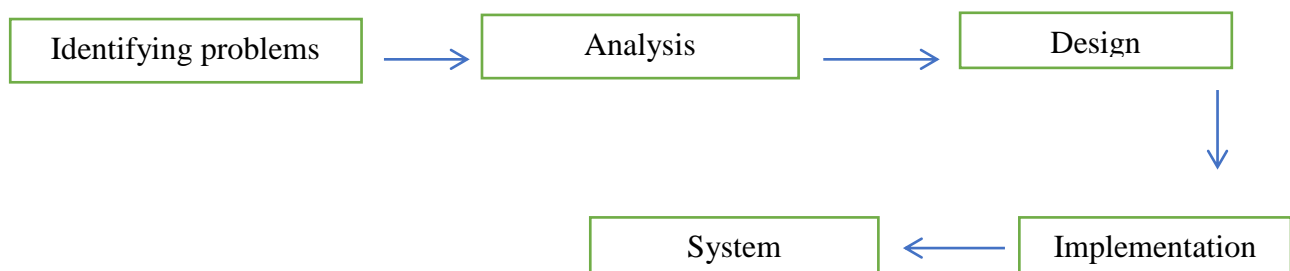 Identifying problems
Analysis
Design
Implementation
System